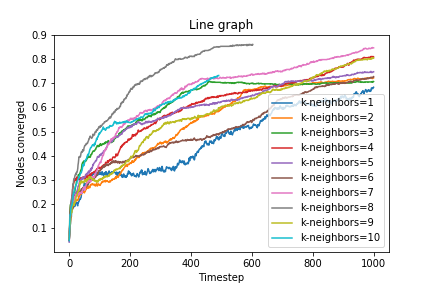 Line graph
Nodes converged
0.9
0.8
0.7
0.6
0.5
0.4
0.3
0.2
0.1
k-neighbors=1
k-neighbors=2
k-neighbors=3
k-neighbors=4
k-neighbors=5
k-neighbors=6
k-neighbors=7
k-neighbors=8
k-neighbors=9
k-neighbors=10
0 200 400 600 800 1000
Timestep